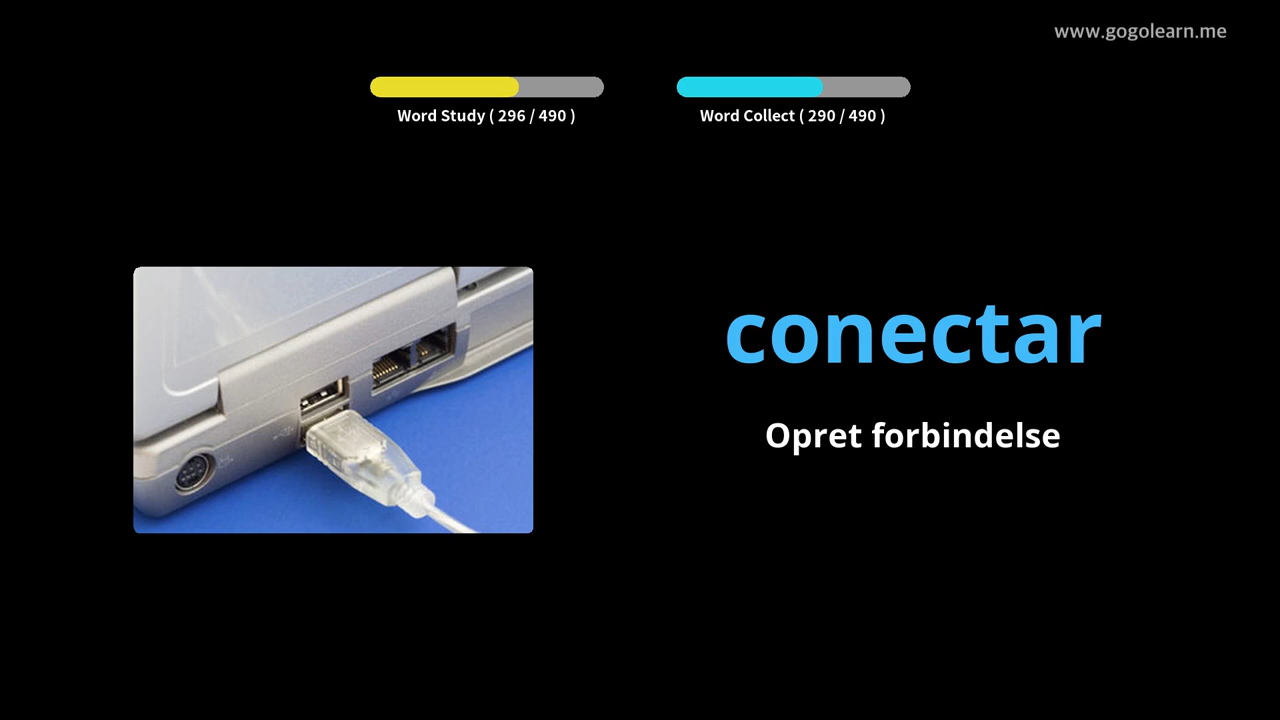 www.gogolearn.me
Word Study ( 296 / 490 )
Word Collect ( 290 / 490 )
conectar
Opret forbindelse